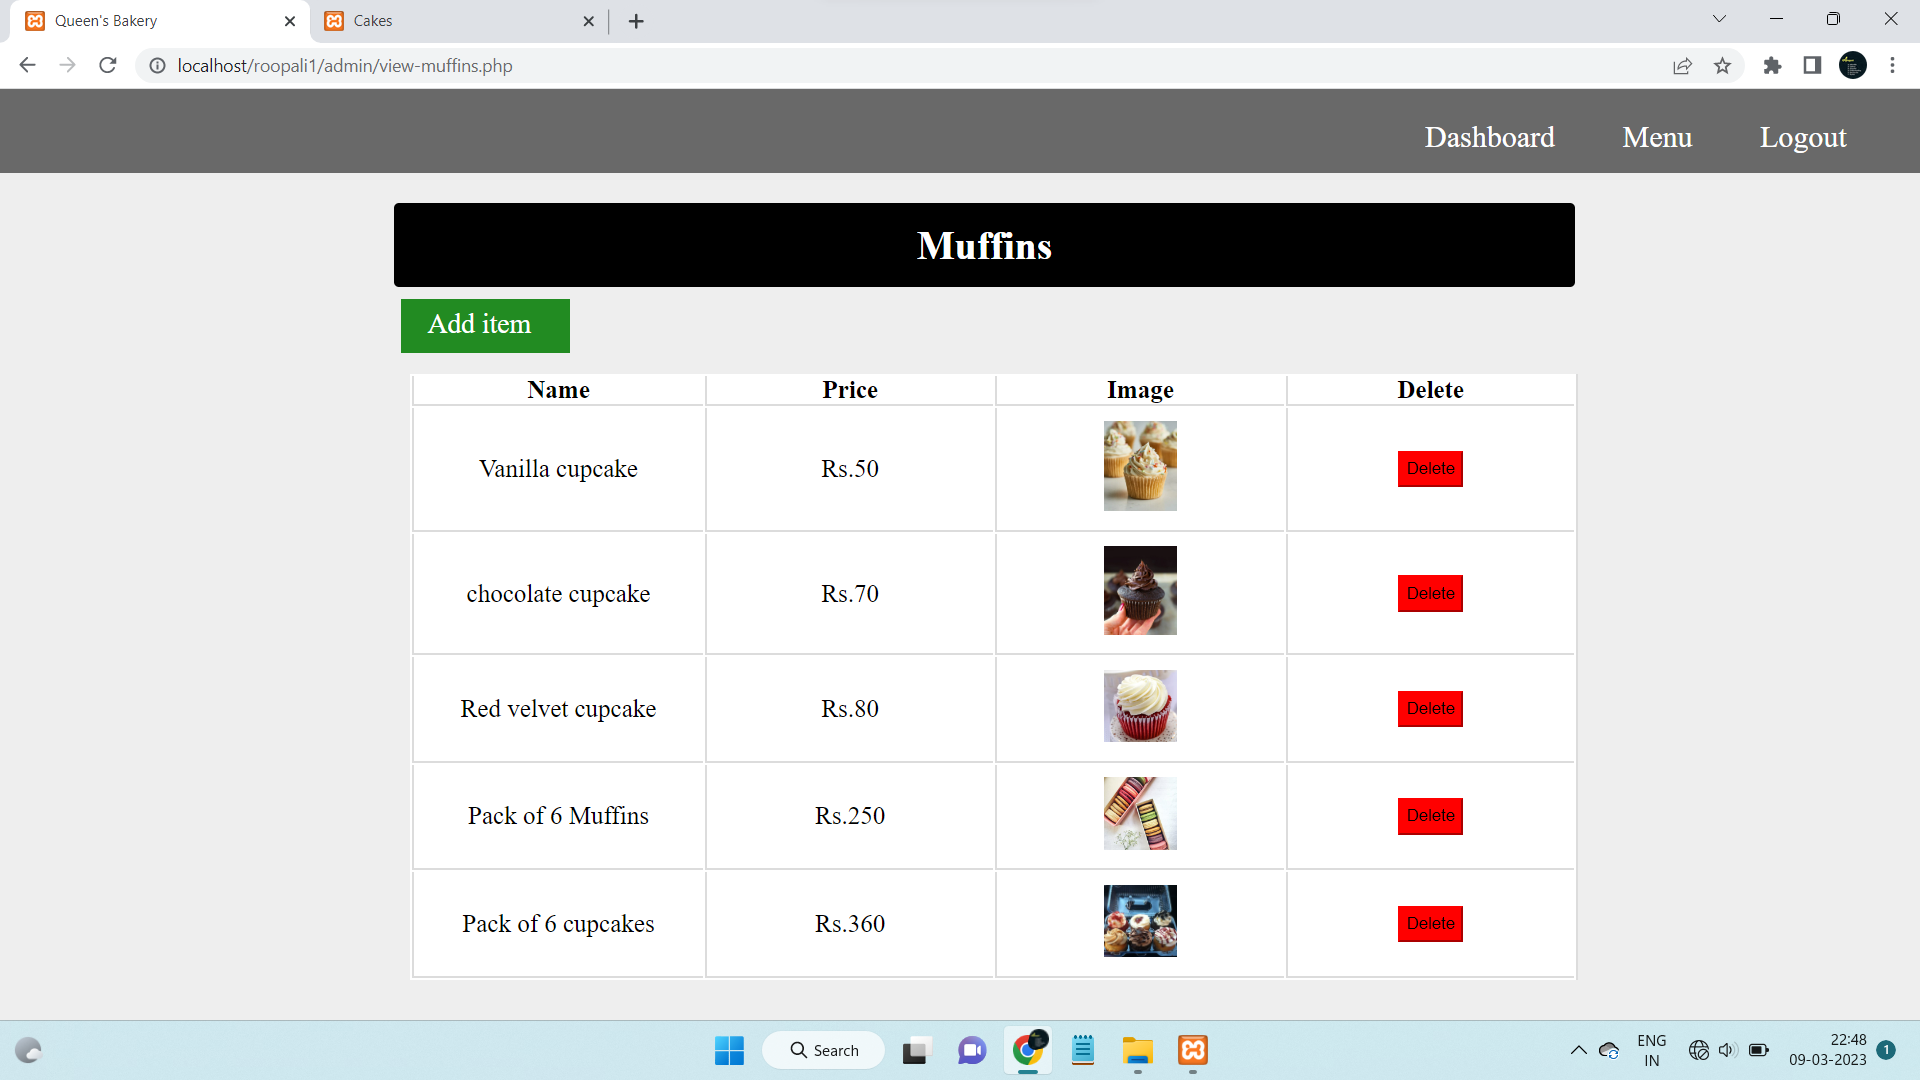 Queen's Bakery
Cakes
localhost/roopali1/admin/view-muffins.php
Dashboard Menu Logout
Muffins
Add item
Name Price Image Delete
Vanilla cupcake Rs.50 Delete
chocolate cupcake Rs.70 Delete
Red velvet cupcake Rs.80 Delete
Pack of 6 Muffins Rs.250 Delete
Pack of 6 cupcakes Rs.360 Delete
Search
ENG
IN
22:48
09-03-2023
1